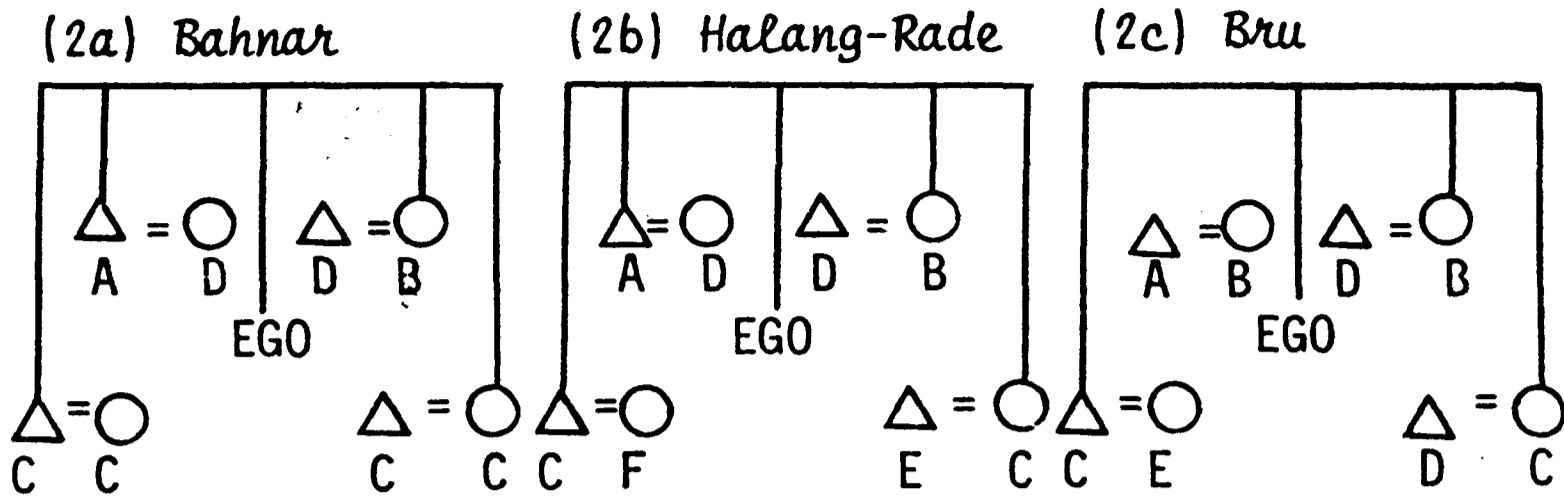 (2a) Bahnar (2b) Halang-Rade (2c) Bru
= = = = = =
A D D B A D D B A B D B
EGO EGO EGO
= = = = = =
C C C C C F E C C E D C